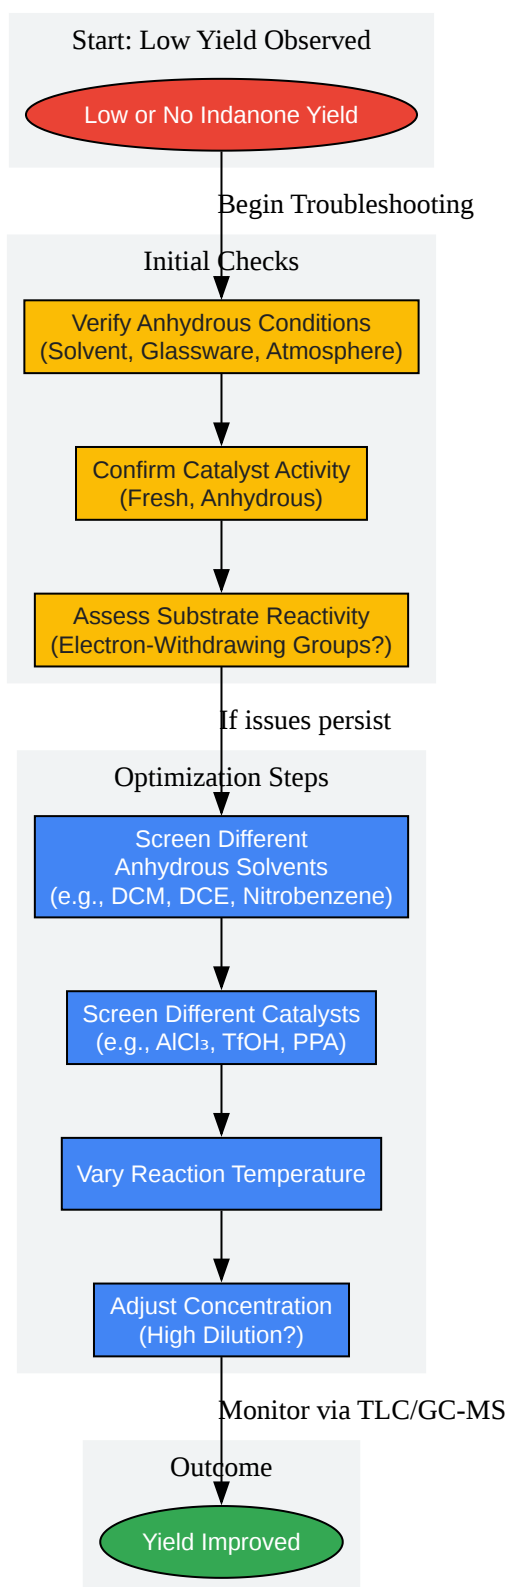 Start: Low Yield Observed
Low or No Indanone Yield
Begin Troubleshooting
Initial Checks
Verify Anhydrous Conditions
(Solvent, Glassware, Atmosphere)
Confirm Catalyst Activity
(Fresh, Anhydrous)
Assess Substrate Reactivity
(Electron-Withdrawing Groups?)
If issues persist
Optimization Steps
Screen Different
Anhydrous Solvents
(e.g., DCM, DCE, Nitrobenzene)
Screen Different Catalysts
(e.g., AlCl₃, TfOH, PPA)
Vary Reaction Temperature
Adjust Concentration
(High Dilution?)
Monitor via TLC/GC-MS
Outcome
Yield Improved